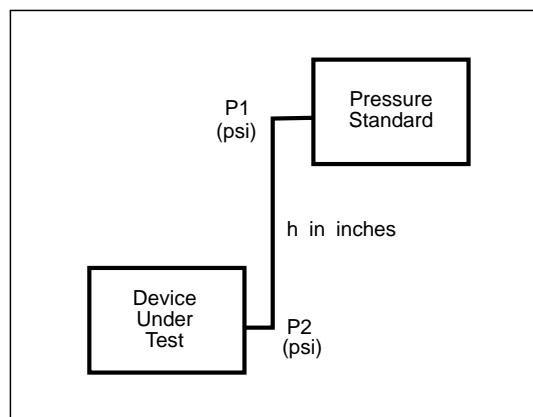 Pressure
Standard
P1
(psi)
h in inches
Device
Under
Test
P2
(psi)